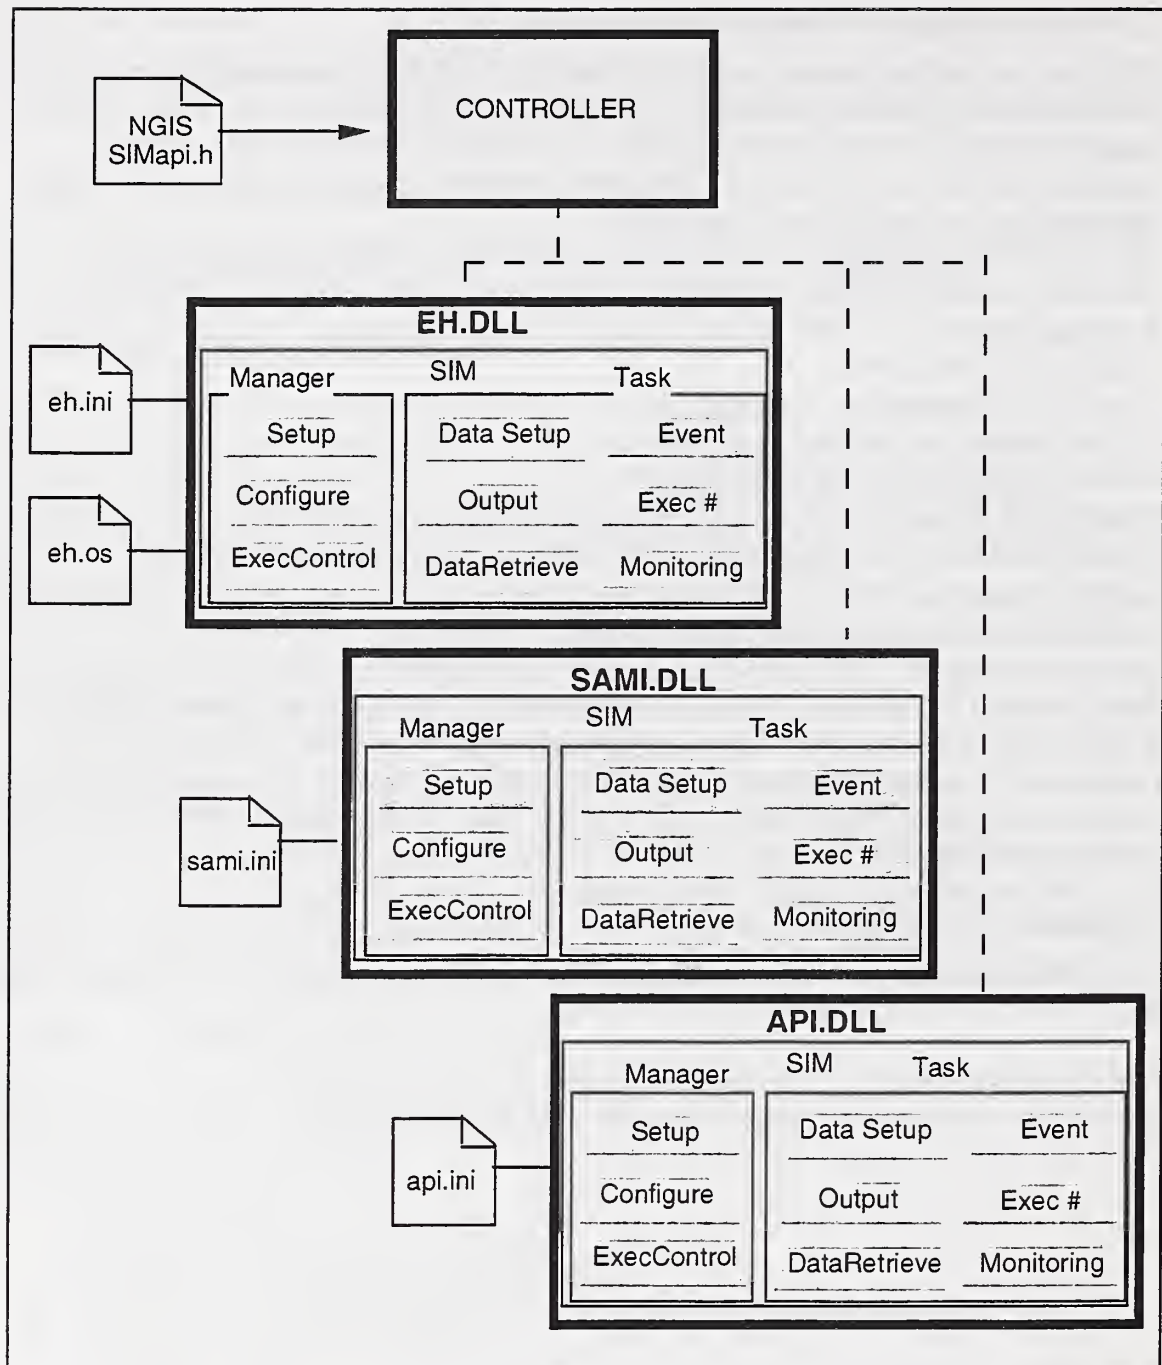 CONTROLLER
NGIS
SIMapi.h
EH.DLL
Manager SIM Task
eh.ini
Setup Data Setup Event
Configure Output Exec #
eh.os
ExecControl DataRetrieve Monitoring
SAMI.DLL
Manager SIM Task
Setup Data Setup Event
sami.ini
Configure Output Exec #
ExecControl DataRetrieve Monitoring
API.DLL
Manager SIM Task
Setup Data Setup Event
api.ini
Configure Output Exec #
ExecControl DataRetrieve Monitoring